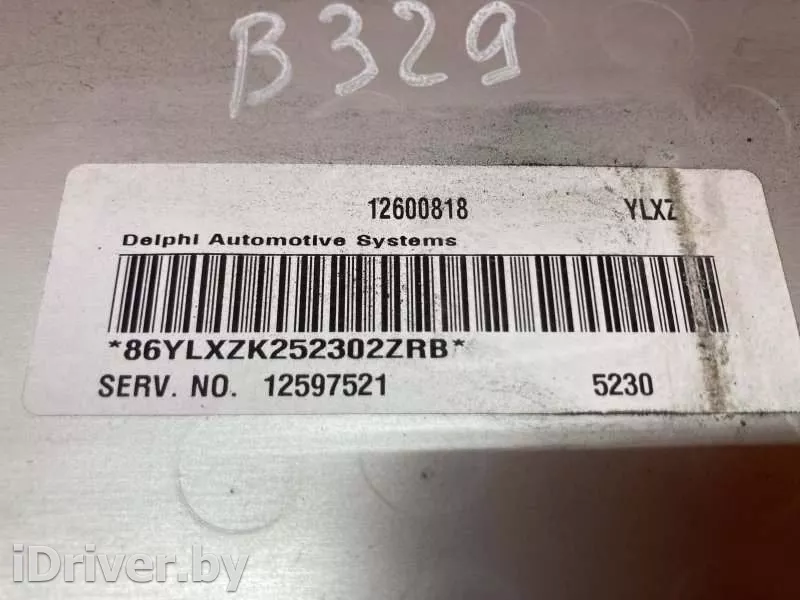 B329
12600818 YLXZ
Delphi Automotive Systems
*86YLXZK252302ZRB*
SERV. NO. 12597521 5230
iDriver.by